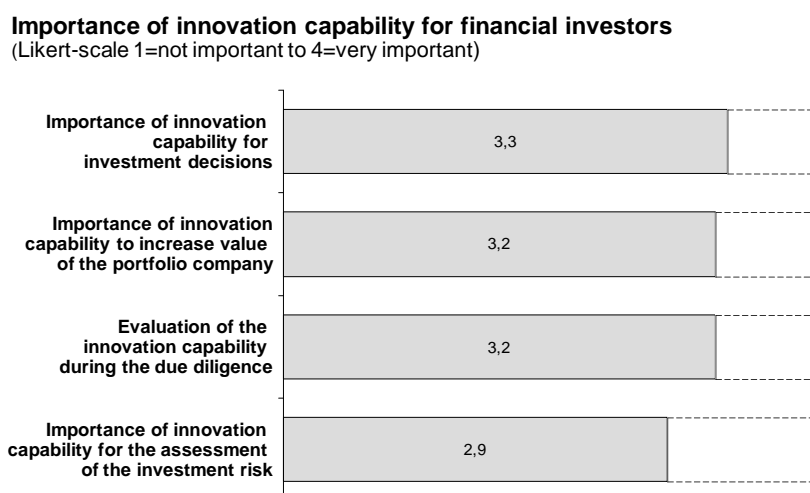 Importance of innovation capability for financial investors
(Likert-scale 1=not important to 4=very important)
Importance of innovation
capability for
investment decisions
3,3
Importance of innovation
capability to increase value
of the portfolio company
3,2
Evaluation of the
innovation capability
during the due diligence
3,2
Importance of innovation
capability for the assessment
of the investment risk
2,9